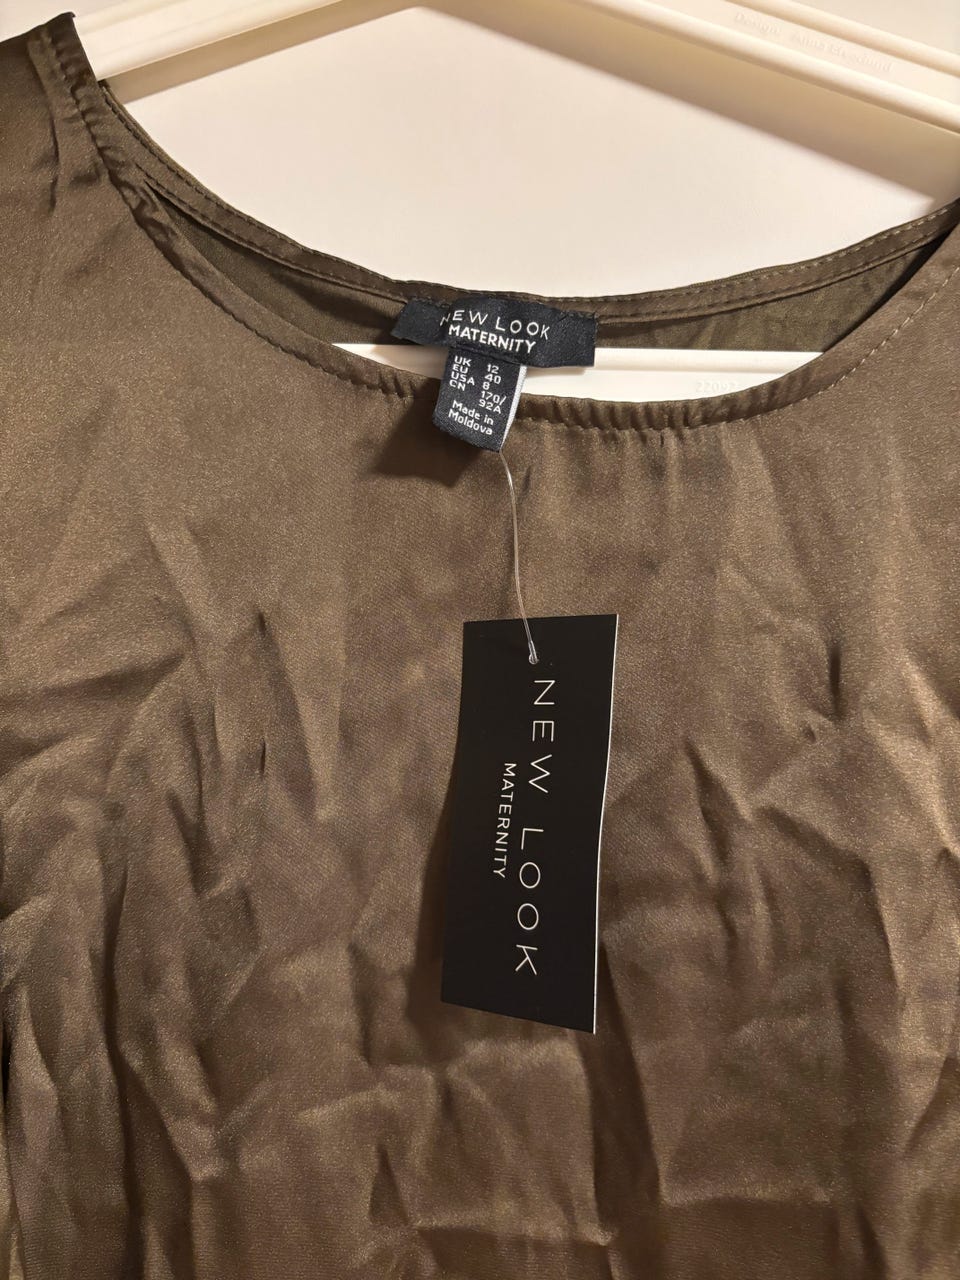 NEW LOOK
MATERNITY
UK 12
EU 40
USA 8
CN 170/
92A
Made in
Moldova
NEW LOOK
MATERNITY